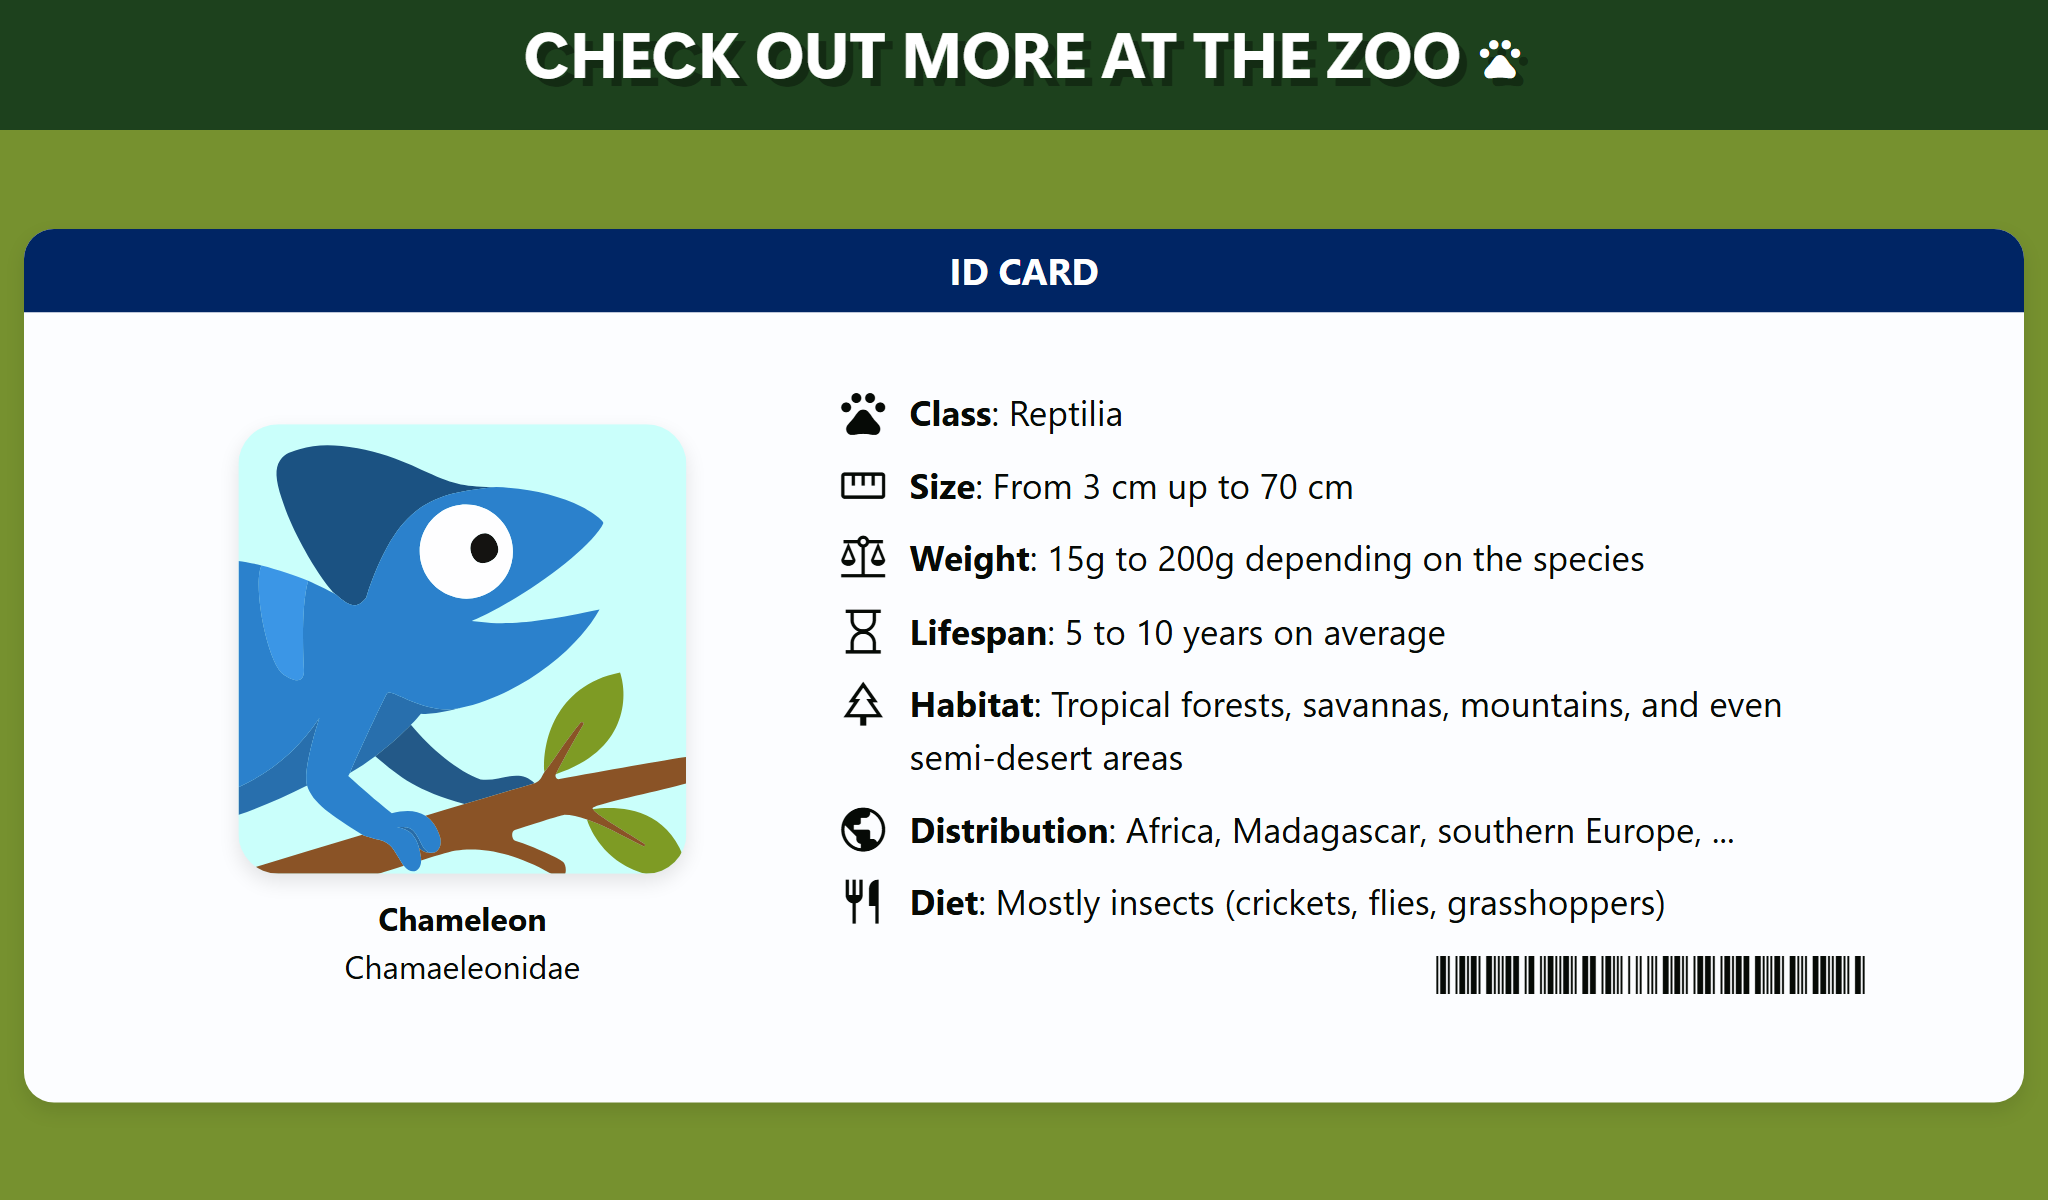 CHECK OUT MORE AT THE ZOO
ID CARD
Chameleon
Chamaeleonidae
Class: Reptilia
Size: From 3 cm up to 70 cm
Weight: 15g to 200g depending on the species
Lifespan: 5 to 10 years on average
Habitat: Tropical forests, savannas, mountains, and even
semi-desert areas
Distribution: Africa, Madagascar, southern Europe, ...
Diet: Mostly insects (crickets, flies, grasshoppers)